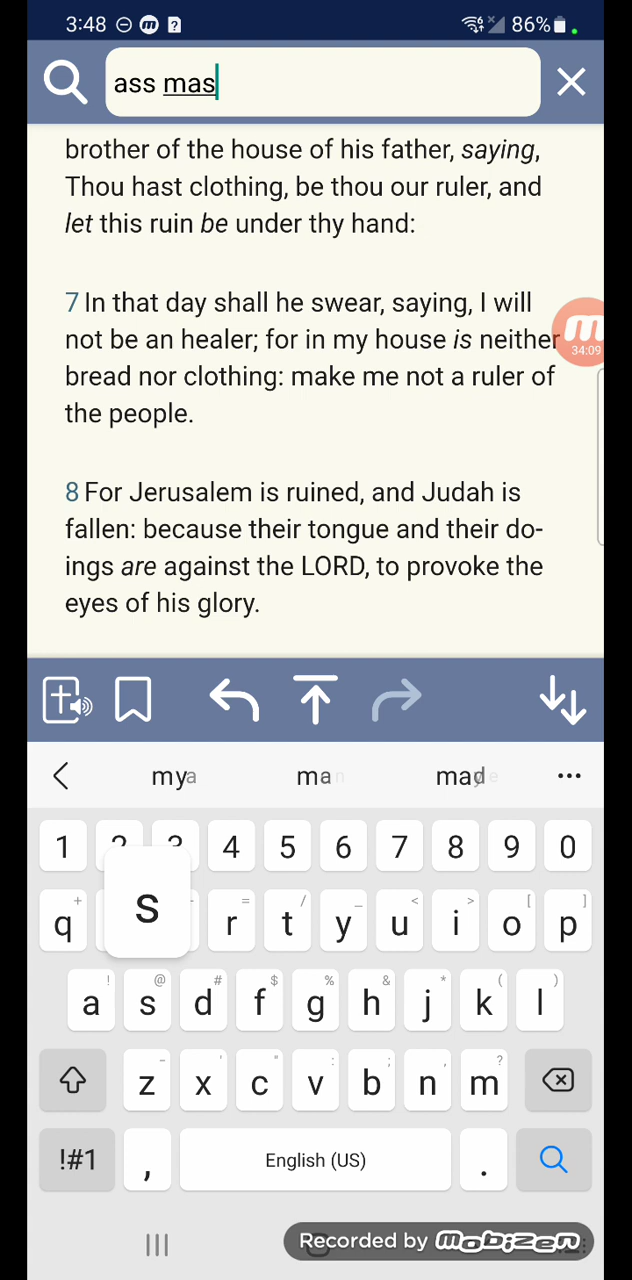 3:48 m ? 6 86%
ass mas
brother of the house of his father, saying,
Thou hast clothing, be thou our ruler, and
let this ruin be under thy hand:
7 In that day shall he swear, saying, I will
not be an healer; for in my house is neither
bread nor clothing: make me not a ruler of
the people.
m
34:09
8 For Jerusalem is ruined, and Judah is
fallen: because their tongue and their do-
ings are against the LORD, to provoke the
eyes of his glory.
1 2 3 4 5 6 7 8 9 0
s
+ - = / _ < > [ ]
q r t y u i o p
! @ # $ % & * ( )
a s d f g h j k l
- ' " : ; , ?
z x c v b n m
!#1 , English (US) .
Recorded by mobizen